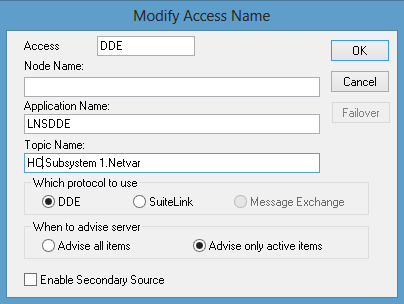 Modify Access Name
Access DDE
OK
Node Name:
Cancel
Application Name:
LNSDDE
Failover
Topic Name:
HC.Subsystem 1.Netvar
Which protocol to use
DDE SuiteLink Message Exchange
When to advise server
Advise all items Advise only active items
Enable Secondary Source